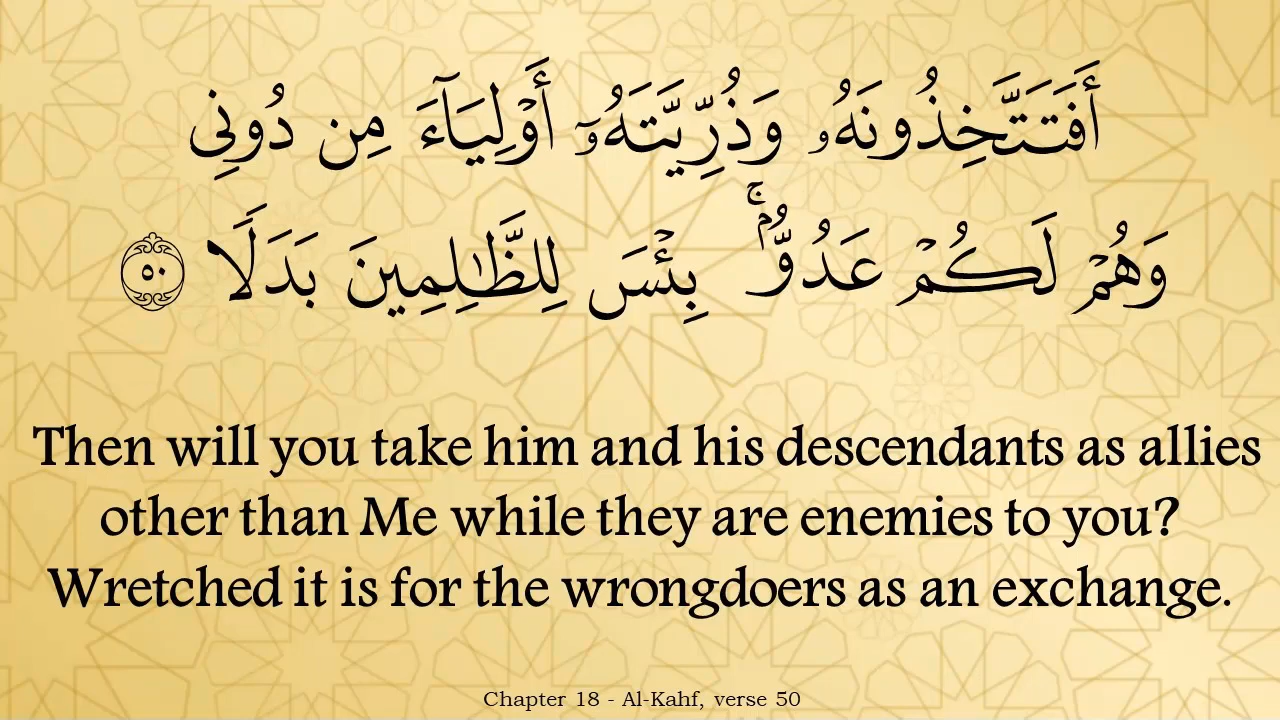 أَفَتَتَّخِذُونَهُۥ وَذُرِّيَّتَهُۥٓ أَوْلِيَآءَ مِن دُونِى
وَهُمْ لَكُمْ عَدُوٌّۢ ۚ بِئْسَ لِلظَّٰلِمِينَ بَدَلًا ۝٥٠
Then will you take him and his descendants as allies
other than Me while they are enemies to you?
Wretched it is for the wrongdoers as an exchange.
Chapter 18 - Al-Kahf, verse 50